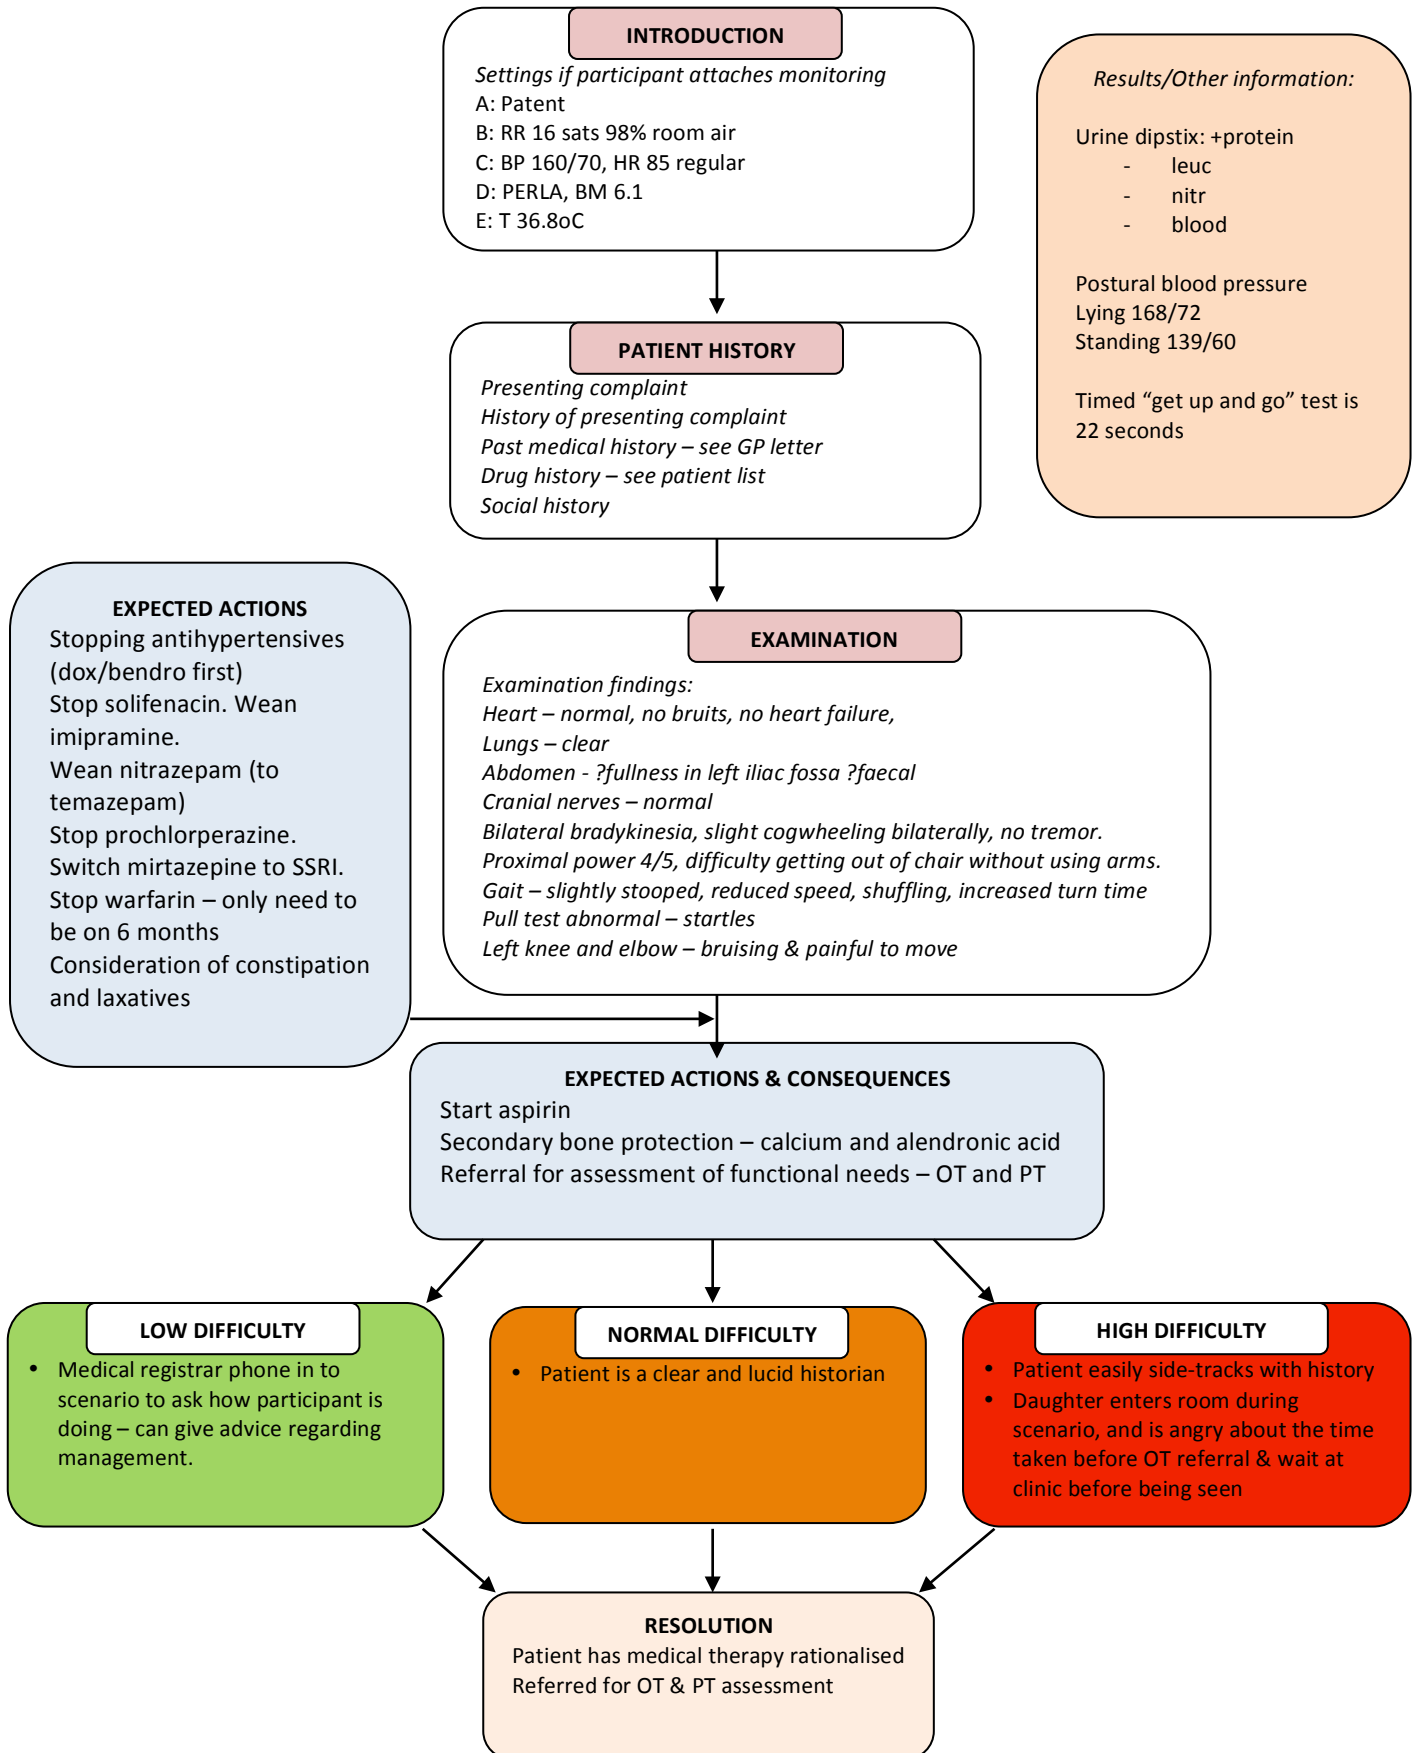 INTRODUCTION
Settings if participant attaches monitoring
A: Patent
B: RR 16 sats 98% room air
C: BP 160/70, HR 85 regular
D: PERLA, BM 6.1
E: T 36.8oC
Results/Other information:
Urine dipstix: +protein
- leuc
- nitr
- blood
Postural blood pressure
Lying 168/72
Standing 139/60
Timed “get up and go” test is
22 seconds
PATIENT HISTORY
Presenting complaint
History of presenting complaint
Past medical history – see GP letter
Drug history – see patient list
Social history
EXPECTED ACTIONS
Stopping antihypertensives
(dox/bendro first)
Stop solifenacin. Wean
imipramine.
Wean nitrazepam (to
temazepam)
Stop prochlorperazine.
Switch mirtazepine to SSRI.
Stop warfarin – only need to
be on 6 months
Consideration of constipation
and laxatives
EXAMINATION
Examination findings:
Heart – normal, no bruits, no heart failure,
Lungs – clear
Abdomen - ?fullness in left iliac fossa ?faecal
Cranial nerves – normal
Bilateral bradykinesia, slight cogwheeling bilaterally, no tremor.
Proximal power 4/5, difficulty getting out of chair without using arms.
Gait – slightly stooped, reduced speed, shuffling, increased turn time
Pull test abnormal – startles
Left knee and elbow – bruising & painful to move
EXPECTED ACTIONS & CONSEQUENCES
Start aspirin
Secondary bone protection – calcium and alendronic acid
Referral for assessment of functional needs – OT and PT
LOW DIFFICULTY
• Medical registrar phone in to
scenario to ask how participant is
doing – can give advice regarding
management.
NORMAL DIFFICULTY
• Patient is a clear and lucid historian
HIGH DIFFICULTY
• Patient easily side-tracks with history
• Daughter enters room during
scenario, and is angry about the time
taken before OT referral & wait at
clinic before being seen
RESOLUTION
Patient has medical therapy rationalised
Referred for OT & PT assessment